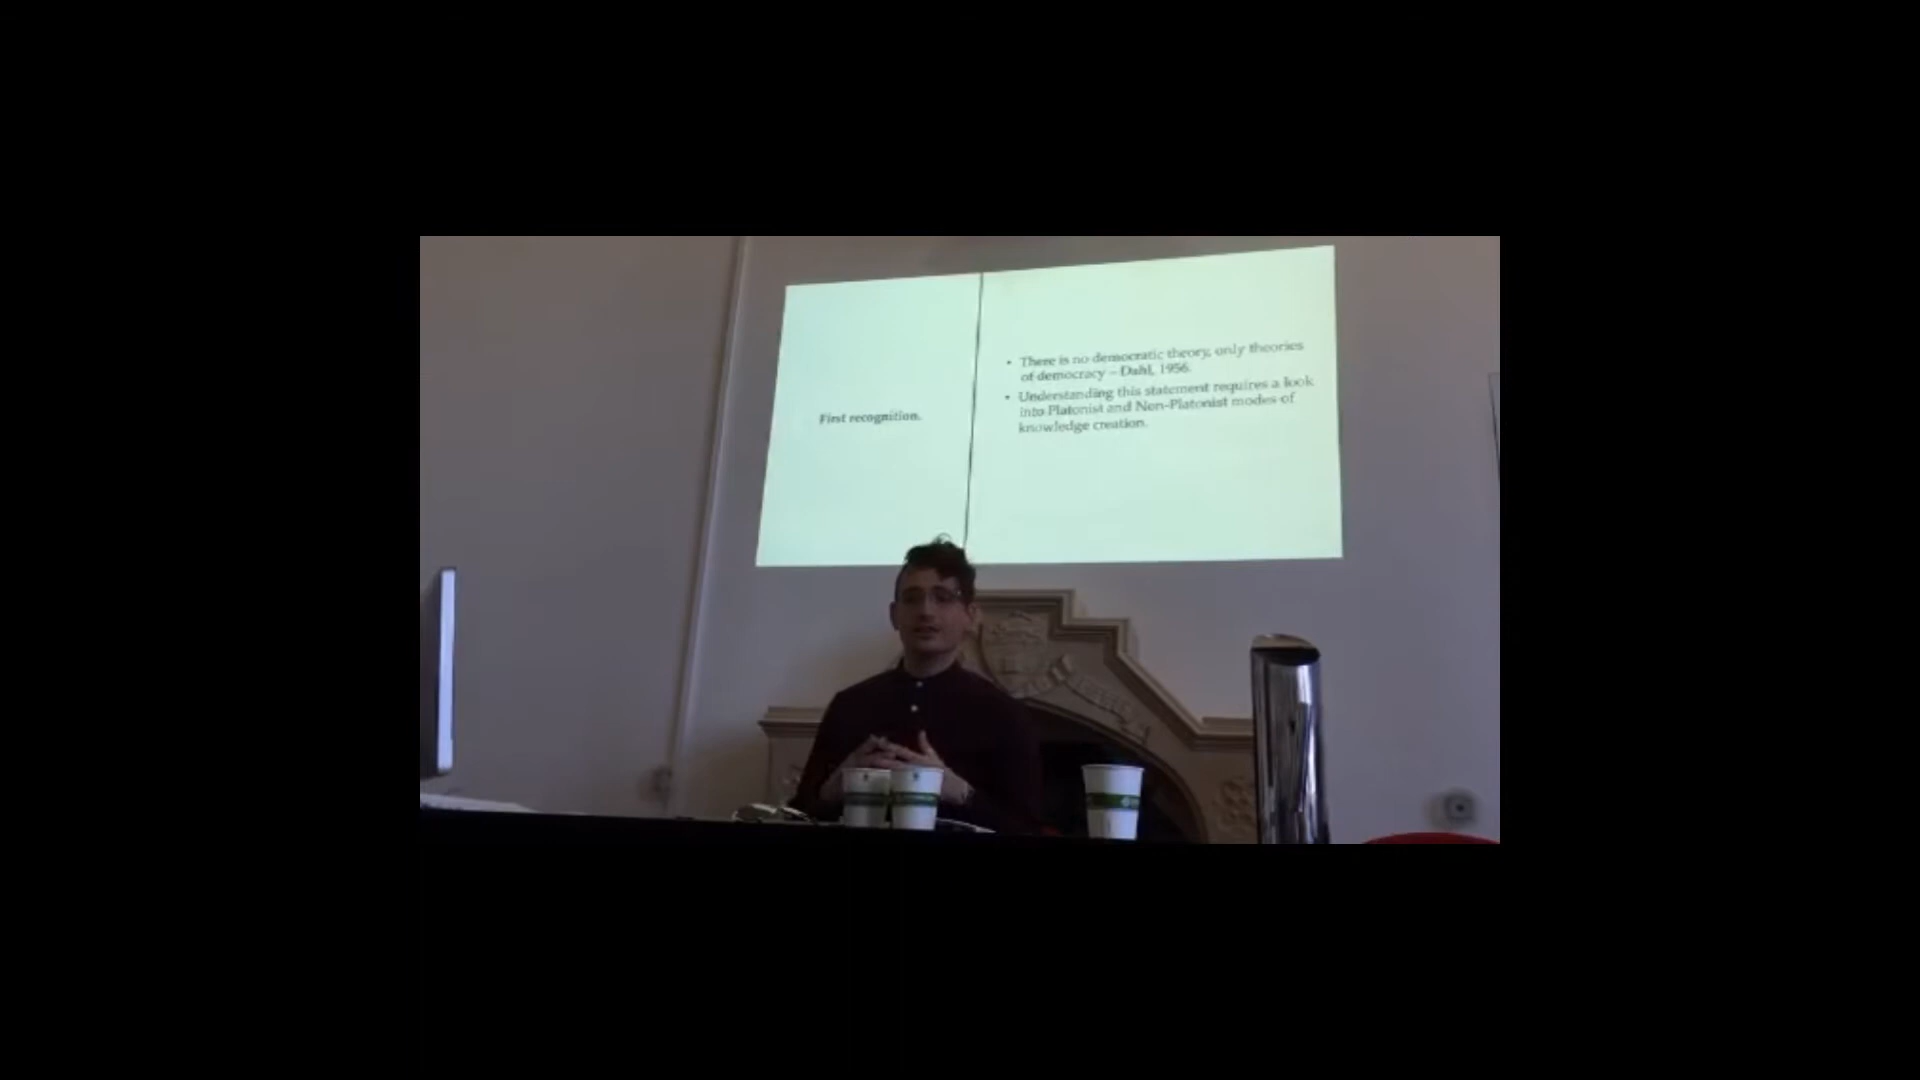 First recognition.
• There is no democratic theory, only theories
of democracy – Dahl, 1956.
• Understanding this statement requires a look
into Platonist and Non-Platonist modes of
knowledge creation.